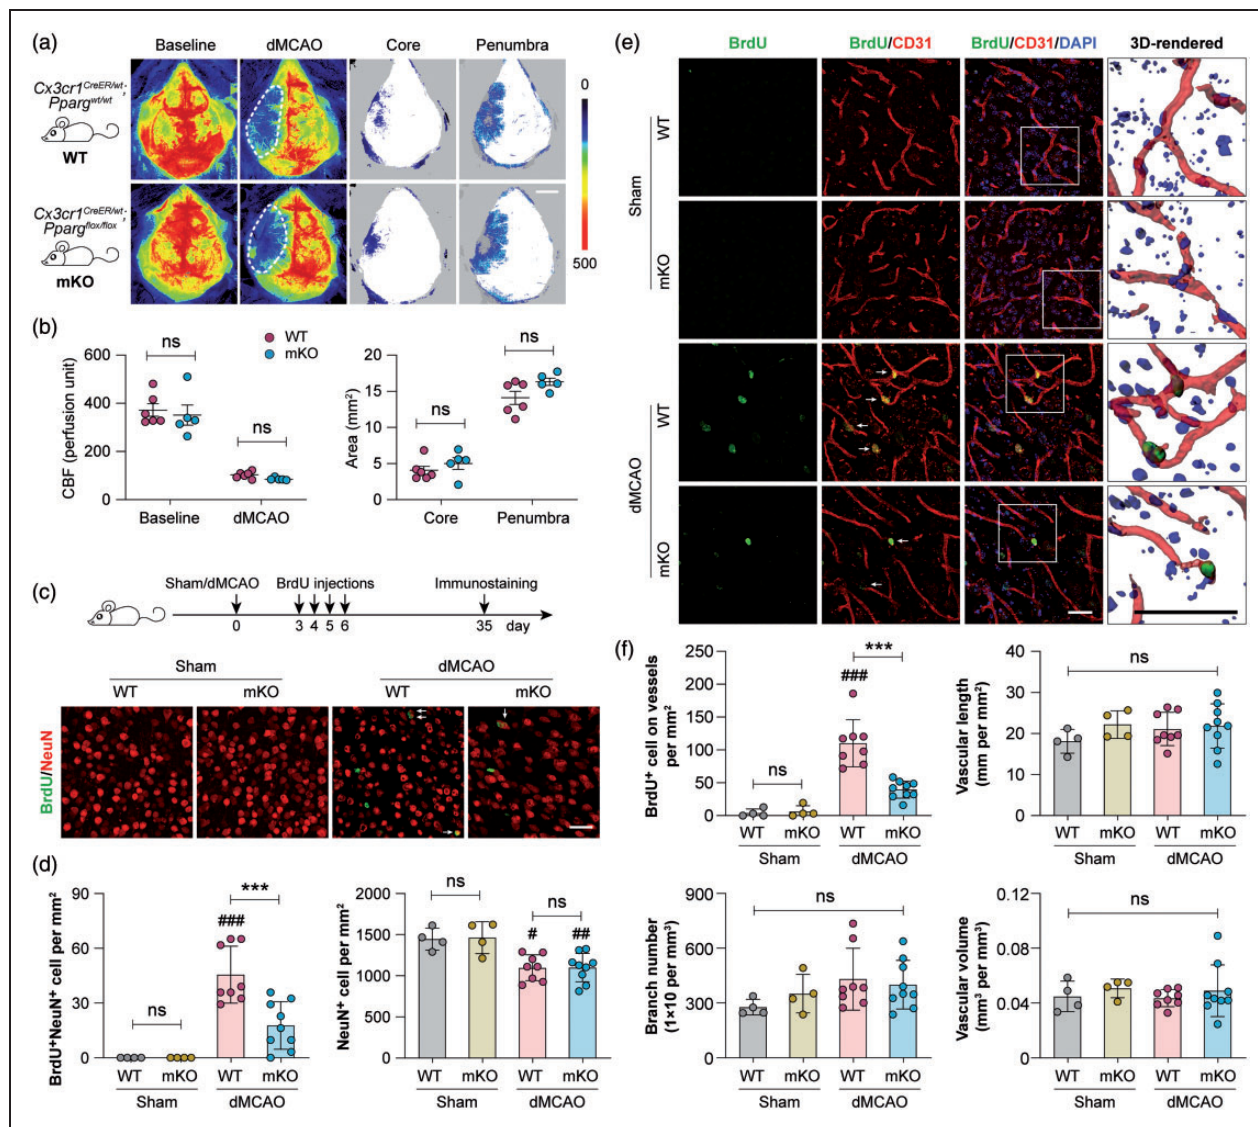 (a)
Baseline dMCAO Core Penumbra
Cx3cr1CreER/wt;
Ppargwt/wt
WT
Cx3cr1CreER/wt;
Ppargflox/flox
mKO
0
500
(b)
WT
mKO
CBF (perfusion unit)
600
400
200
0
ns
ns
Baseline dMCAO
Area (mm²)
20
15
10
5
0
ns
ns
Core Penumbra
(c)
Sham/dMCAO BrdU injections Immunostaining
0 3 4 5 6 35 day
Sham dMCAO
WT mKO WT mKO
BrdU/NeuN
(d)
BrdU⁺NeuN⁺ cell per mm²
90
60
30
0
ns
###
***
WT mKO WT mKO
Sham dMCAO
NeuN⁺ cell per mm²
2000
1500
1000
500
0
ns
ns
# ##
WT mKO WT mKO
Sham dMCAO
(e)
BrdU BrdU/CD31 BrdU/CD31/DAPI 3D-rendered
Sham
WT
mKO
dMCAO
WT
mKO
(f)
BrdU⁺ cell on vessels
per mm²
200
150
100
50
0
ns
###
***
WT mKO WT mKO
Sham dMCAO
Vascular length
(mm per mm²)
40
30
20
10
0
ns
WT mKO WT mKO
Sham dMCAO
Branch number
(1×10 per mm³)
900
600
300
0
ns
WT mKO WT mKO
Sham dMCAO
Vascular volume
(mm³ per mm³)
0.12
0.08
0.04
0.00
ns
WT mKO WT mKO
Sham dMCAO